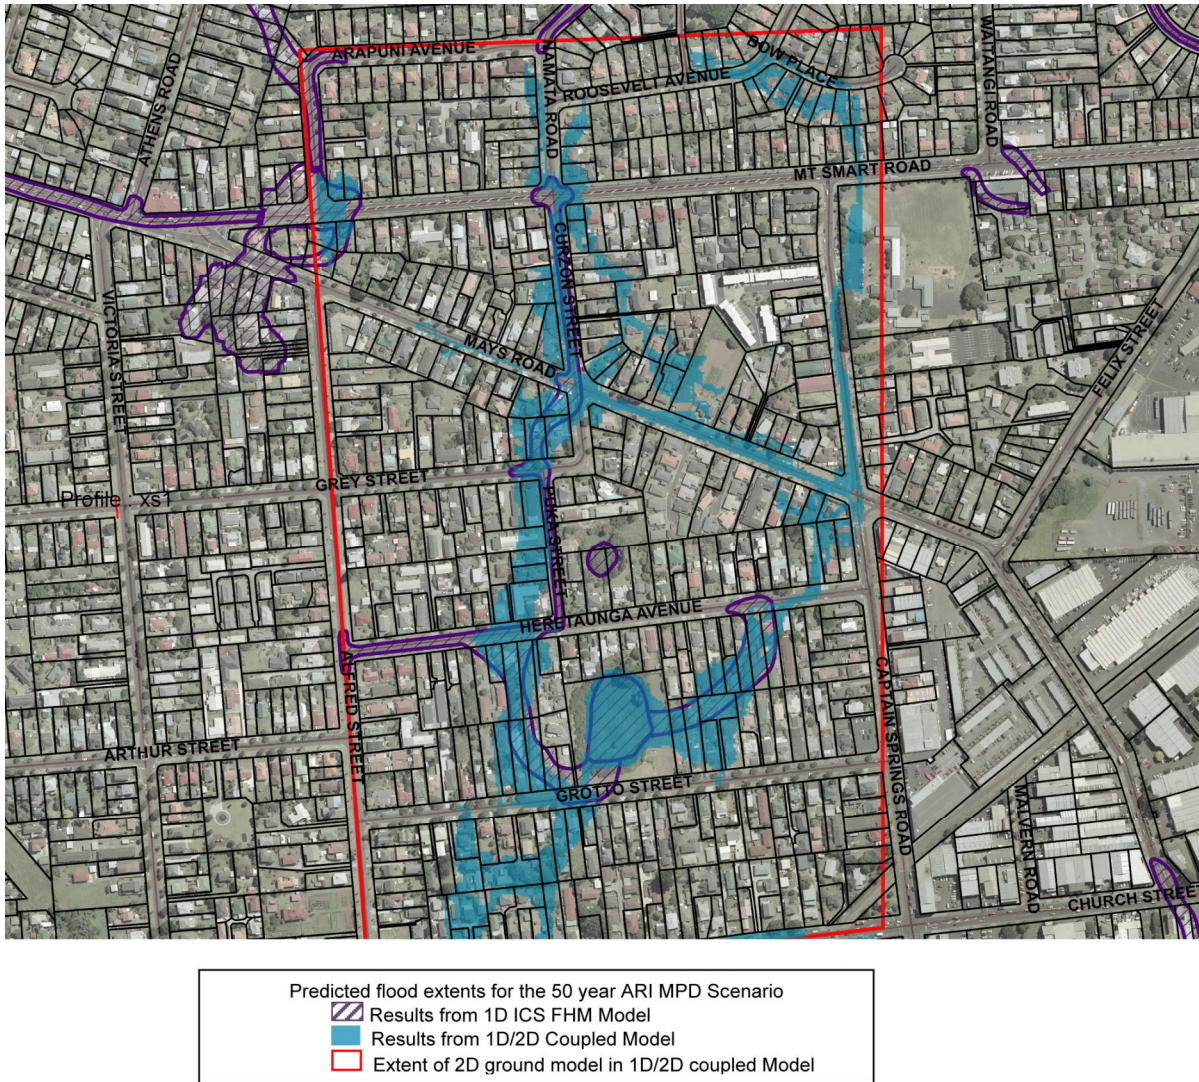 ARAPUNI AVENUE
NAMATA ROAD
BOW PLACE
WAITANGI ROAD
ATHENS ROAD
ROOSEVELT AVENUE
MT SMART ROAD
CURZON STREET
VICTORIA STREET
MAYS ROAD
FELIX STREET
GREY STREET
Profile : xs1
PUKA STREET
HERETAUNGA AVENUE
ALFRED STREET
CAPTAIN SPRINGS ROAD
ARTHUR STREET
GROTTO STREET
MALVERN ROAD
CHURCH STREE
Predicted flood extents for the 50 year ARI MPD Scenario
Results from 1D ICS FHM Model
Results from 1D/2D Coupled Model
Extent of 2D ground model in 1D/2D coupled Model